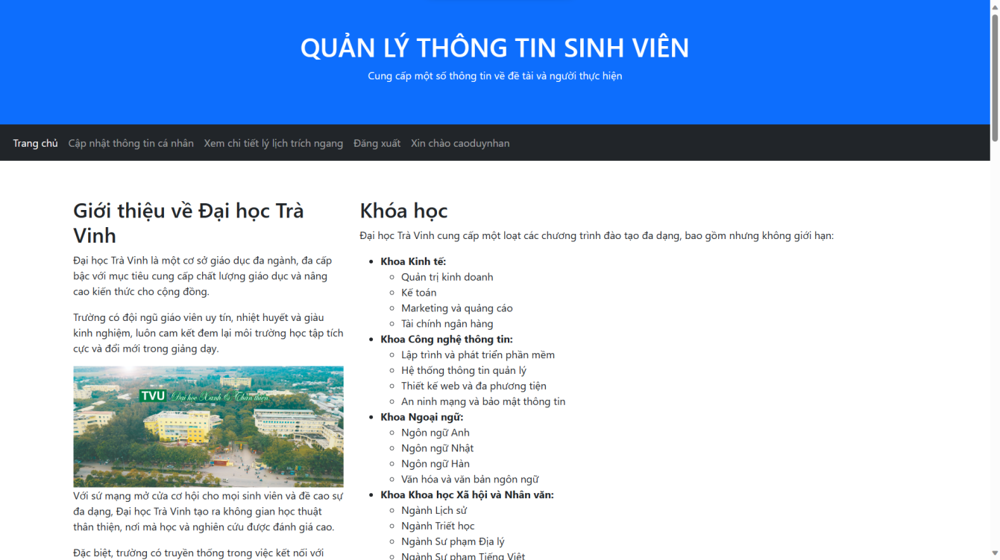 QUẢN LÝ THÔNG TIN SINH VIÊN
Cung cấp một số thông tin về đề tài và người thực hiện
Trang chủ Cập nhật thông tin cá nhân Xem chi tiết lý lịch trích ngang Đăng xuất Xin chào caoduynhan
Giới thiệu về Đại học Trà
Vinh
Đại học Trà Vinh là một cơ sở giáo dục đa ngành, đa cấp
bậc với mục tiêu cung cấp chất lượng giáo dục và nâng
cao kiến thức cho cộng đồng.
Trường có đội ngũ giáo viên uy tín, nhiệt huyết và giàu
kinh nghiệm, luôn cam kết đem lại môi trường học tập tích
cực và đổi mới trong giảng dạy.
TVU Đại học Xanh & Thân thiện
Với sứ mạng mở cửa cơ hội cho mọi sinh viên và đề cao sự
đa dạng, Đại học Trà Vinh tạo ra không gian học thuật
thân thiện, nơi mà học và nghiên cứu được đánh giá cao.
Đặc biệt, trường có truyền thống trong việc kết nối với
Khóa học
Đại học Trà Vinh cung cấp một loạt các chương trình đào tạo đa dạng, bao gồm nhưng không giới hạn:
Khoa Kinh tế:
Quản trị kinh doanh
Kế toán
Marketing và quảng cáo
Tài chính ngân hàng
Khoa Công nghệ thông tin:
Lập trình và phát triển phần mềm
Hệ thống thông tin quản lý
Thiết kế web và đa phương tiện
An ninh mạng và bảo mật thông tin
Khoa Ngoại ngữ:
Ngôn ngữ Anh
Ngôn ngữ Nhật
Ngôn ngữ Hàn
Văn hóa và văn bản ngôn ngữ
Khoa Khoa học Xã hội và Nhân văn:
Ngành Lịch sử
Ngành Triết học
Ngành Sư phạm Địa lý
Ngành Sư phạm Tiếng Việt